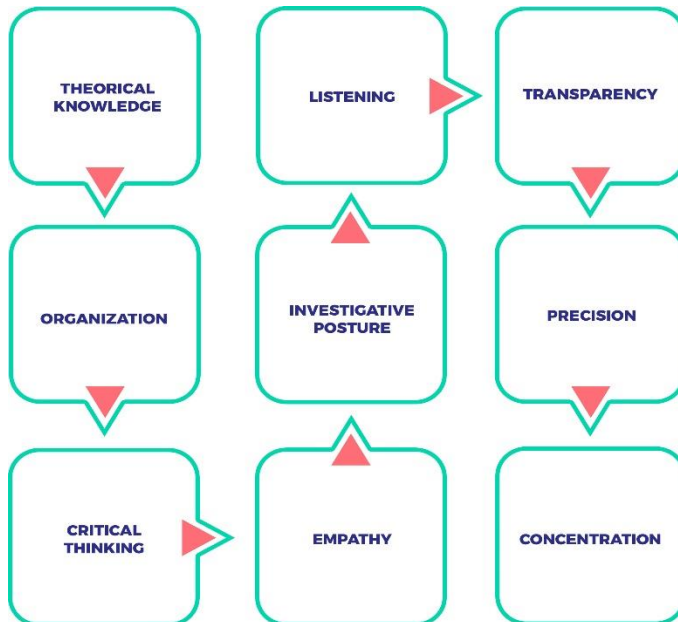 THEORICAL
KNOWLEDGE
ORGANIZATION
CRITICAL
THINKING
EMPATHY
INVESTIGATIVE
POSTURE
LISTENING
TRANSPARENCY
PRECISION
CONCENTRATION